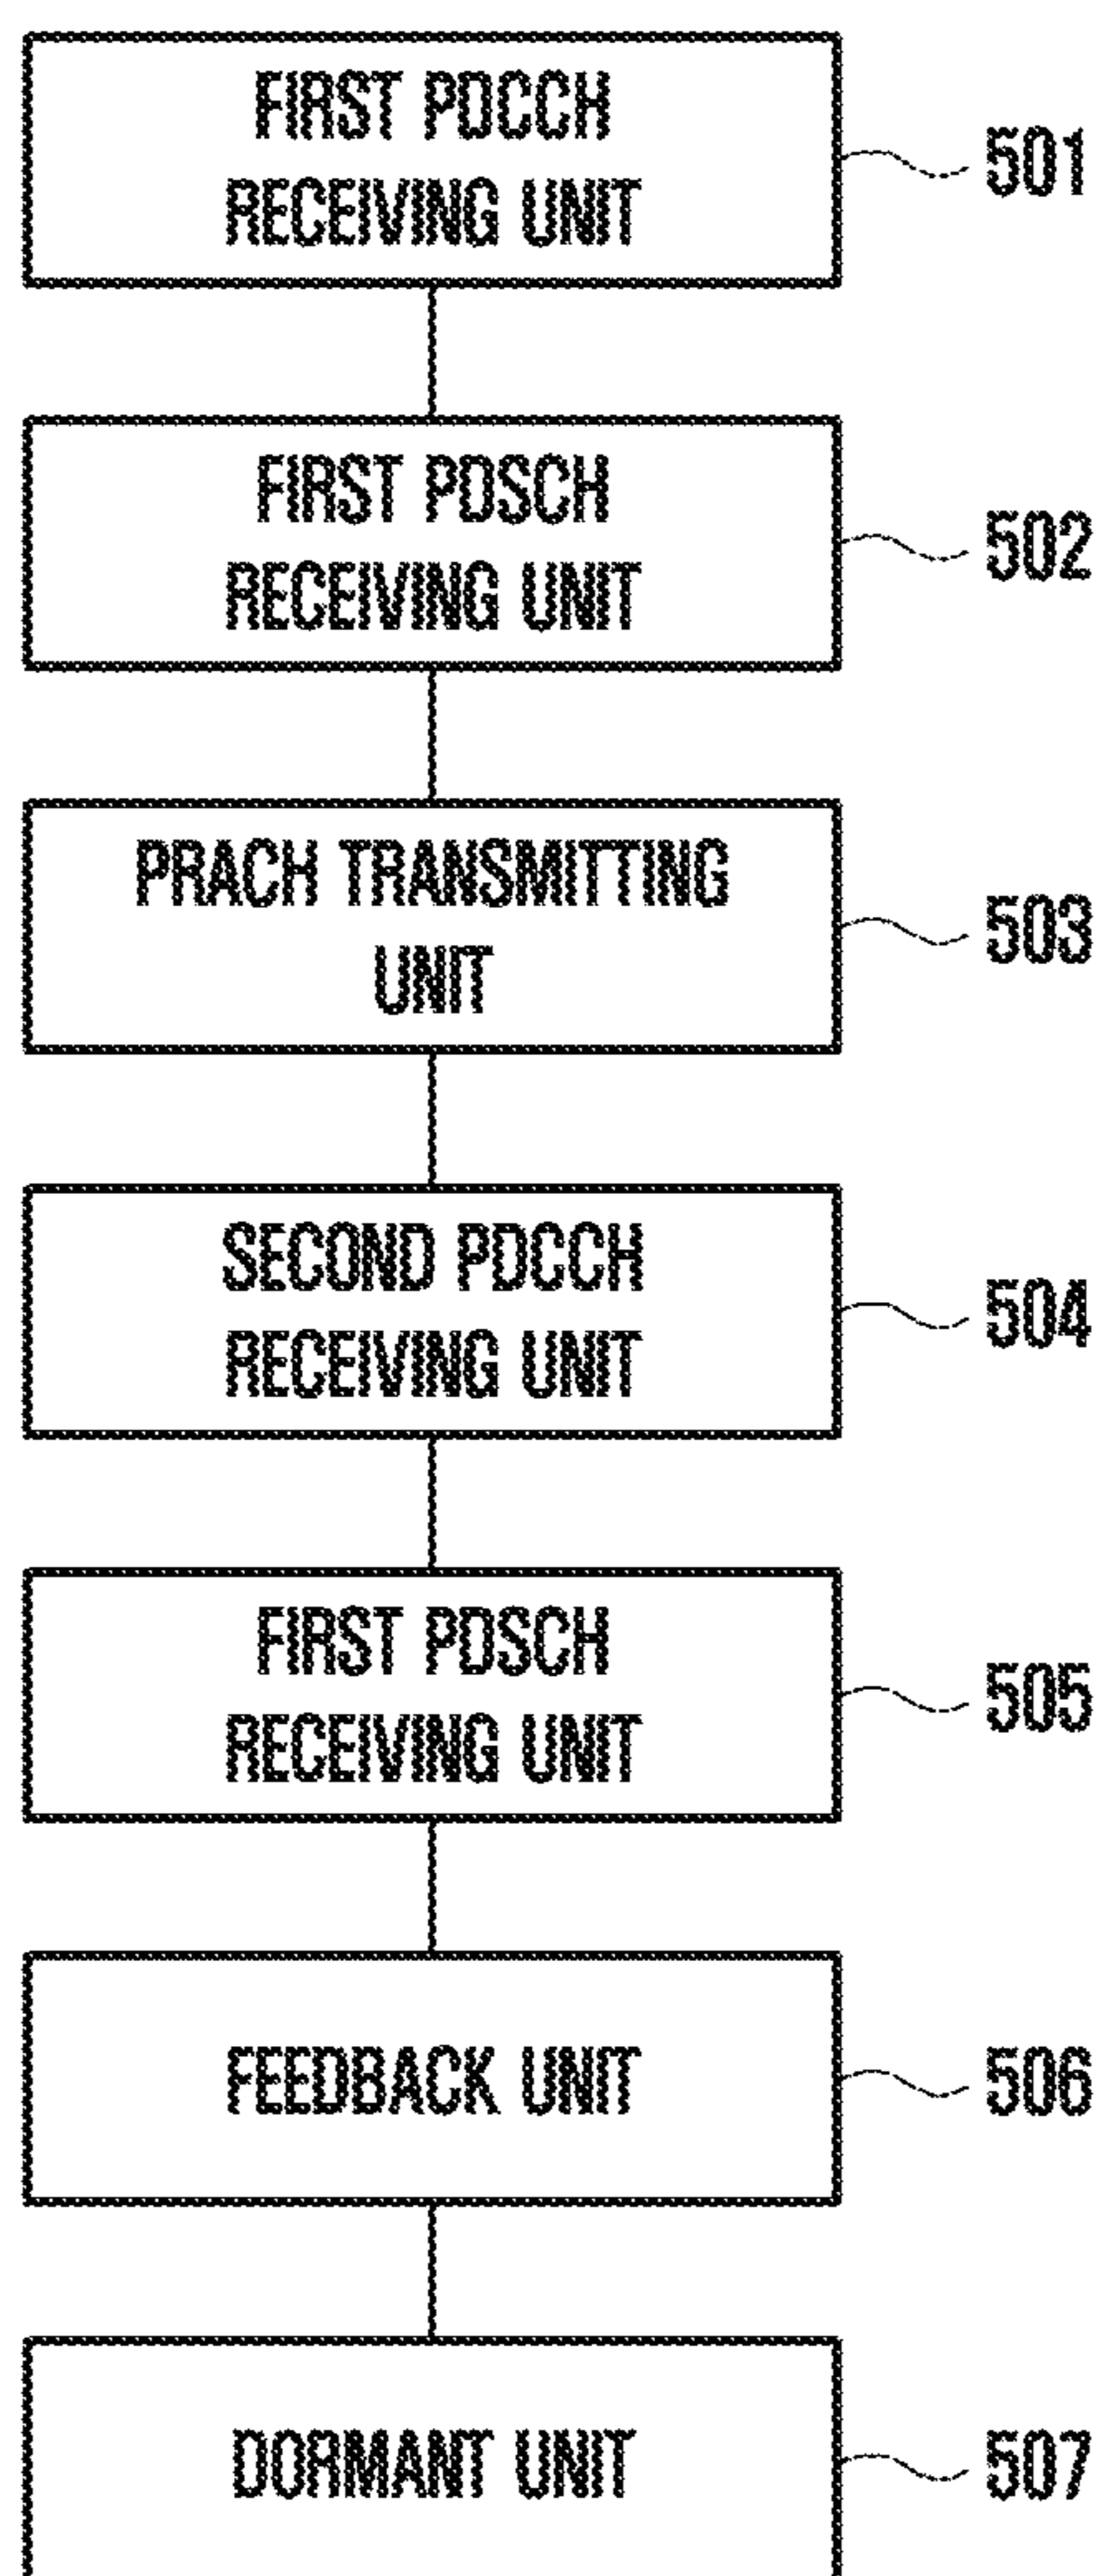 FIRST PDCCH
RECEIVING UNIT
501
FIRST PDSCH
RECEIVING UNIT
502
PRACH TRANSMITTING
UNIT
503
SECOND PDCCH
RECEIVING UNIT
504
FIRST PDSCH
RECEIVING UNIT
505
FEEDBACK UNIT
506
DORMANT UNIT
507